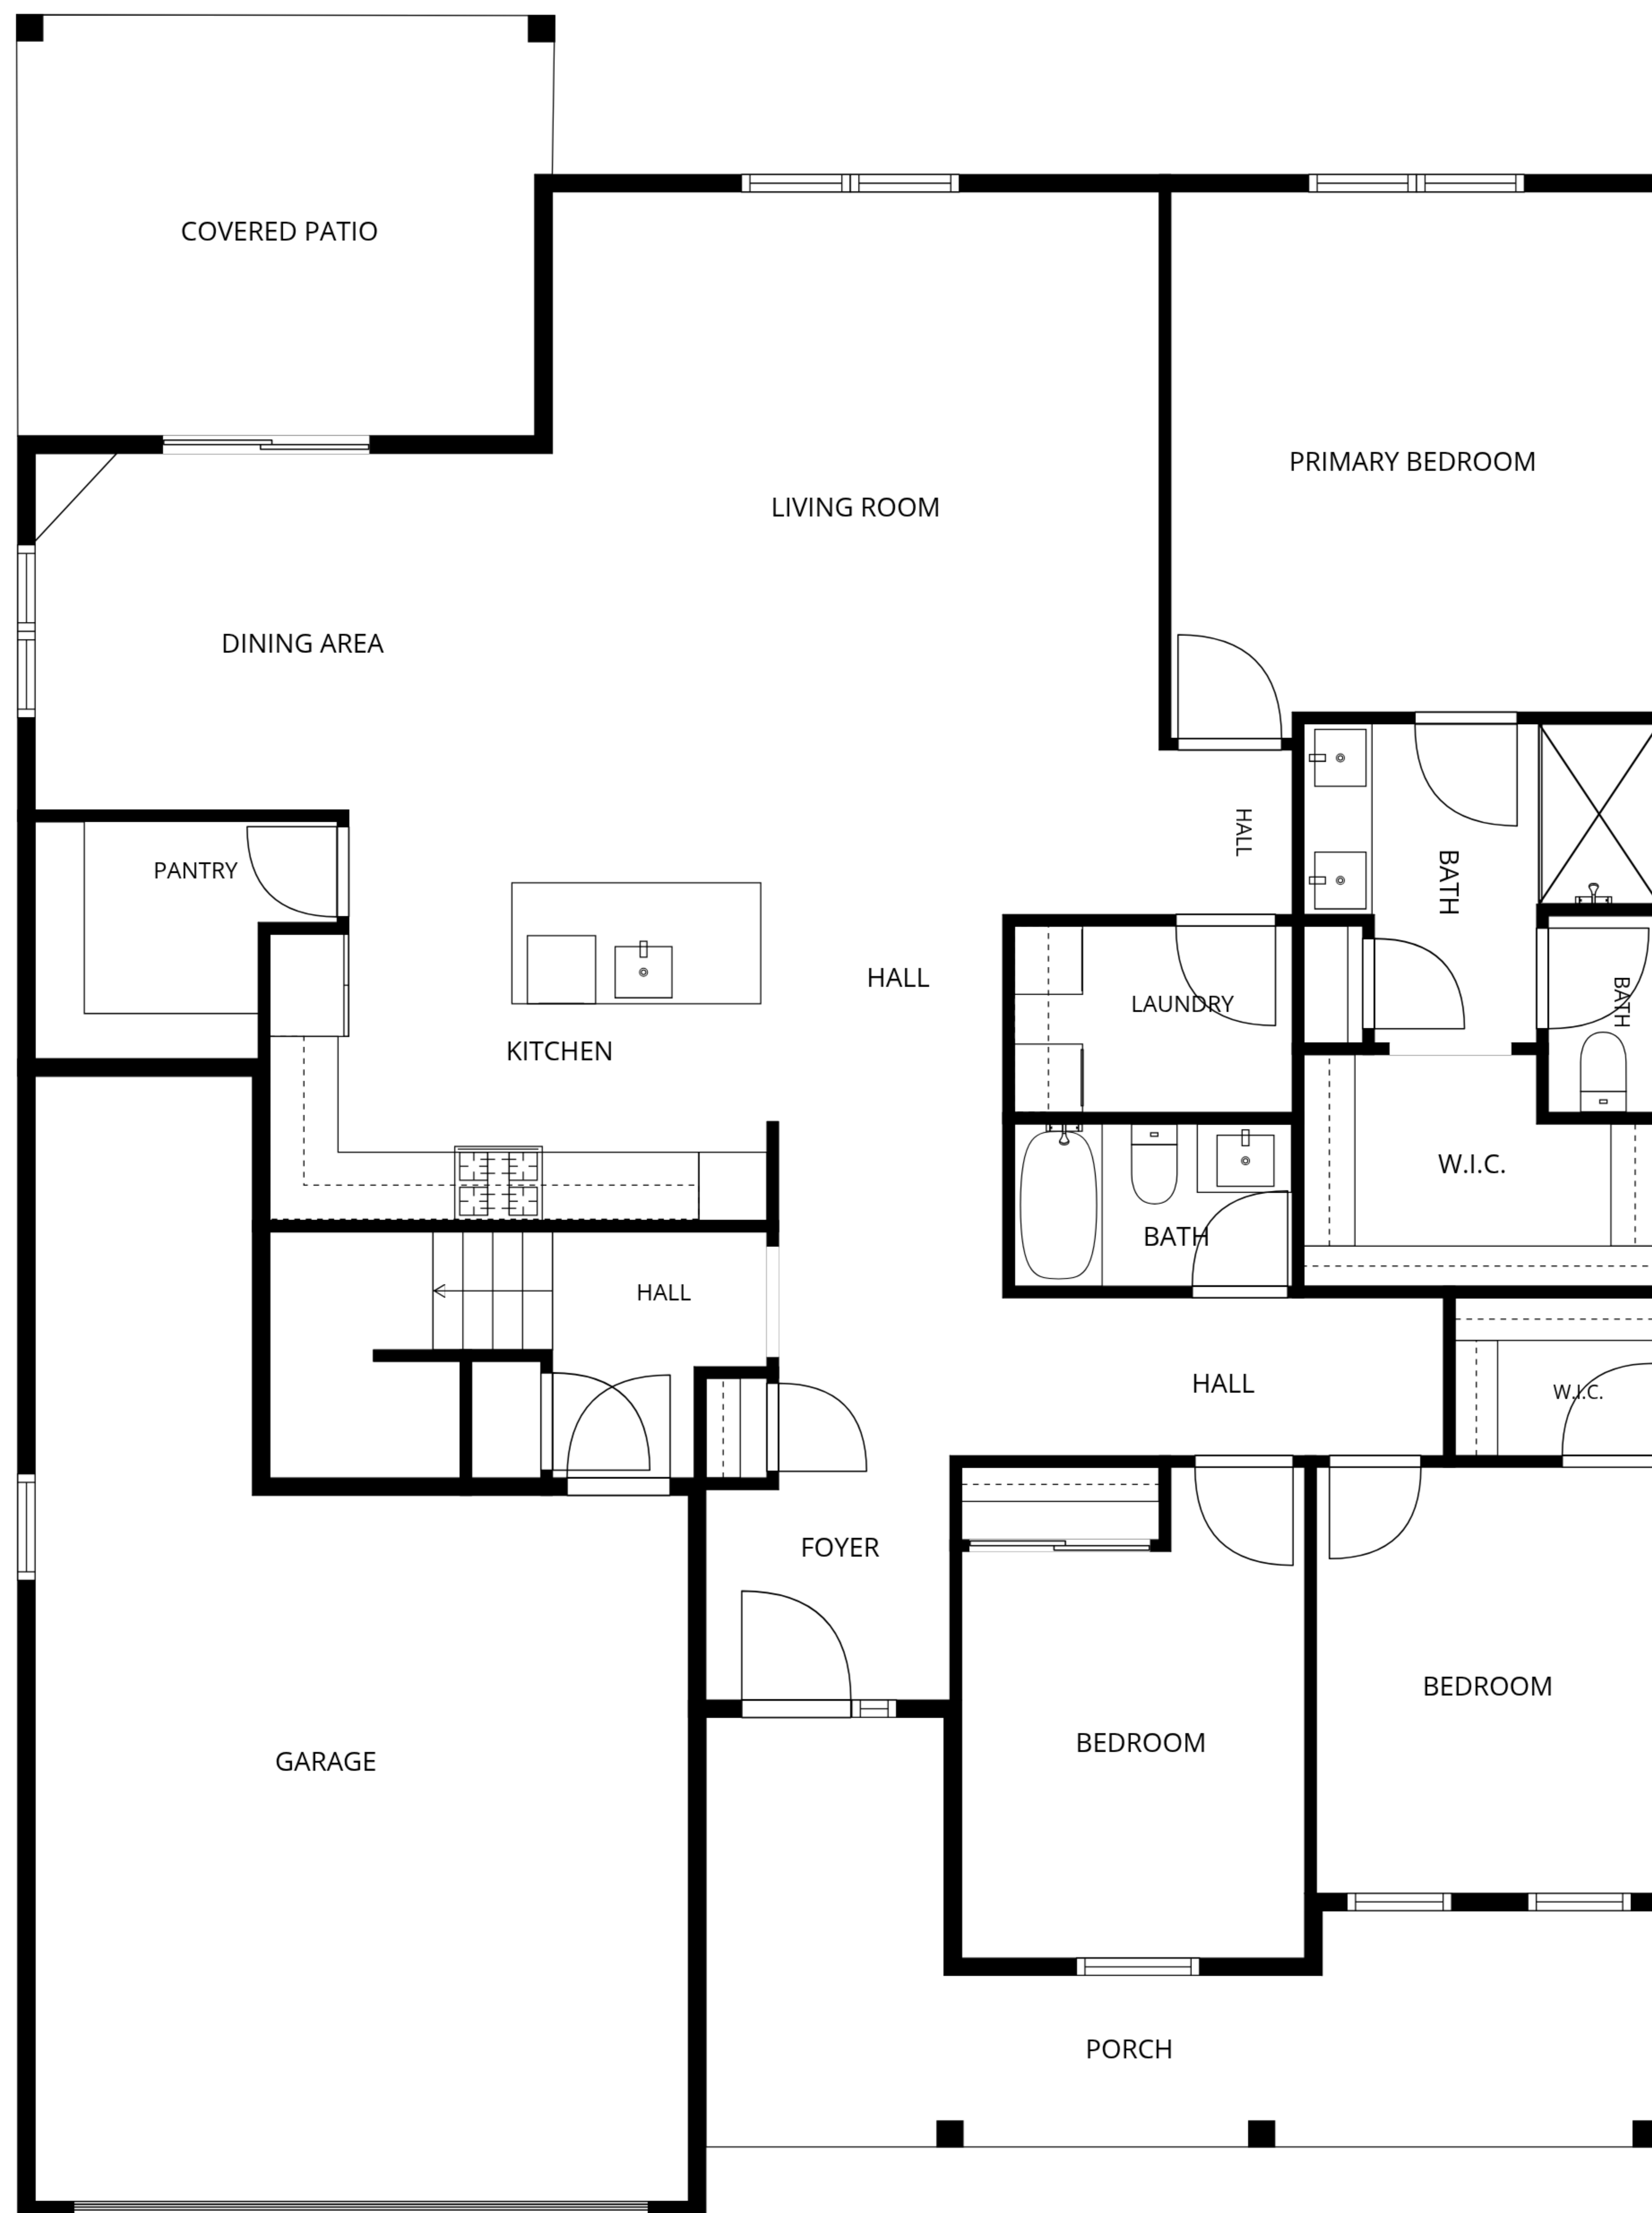 COVERED PATIO
PRIMARY BEDROOM
LIVING ROOM
DINING AREA
HALL
PANTRY
BATH
HALL
LAUNDRY
BATH
KITCHEN
W.I.C.
BATH
HALL
HALL
W.I.C.
FOYER
BEDROOM
BEDROOM
GARAGE
PORCH